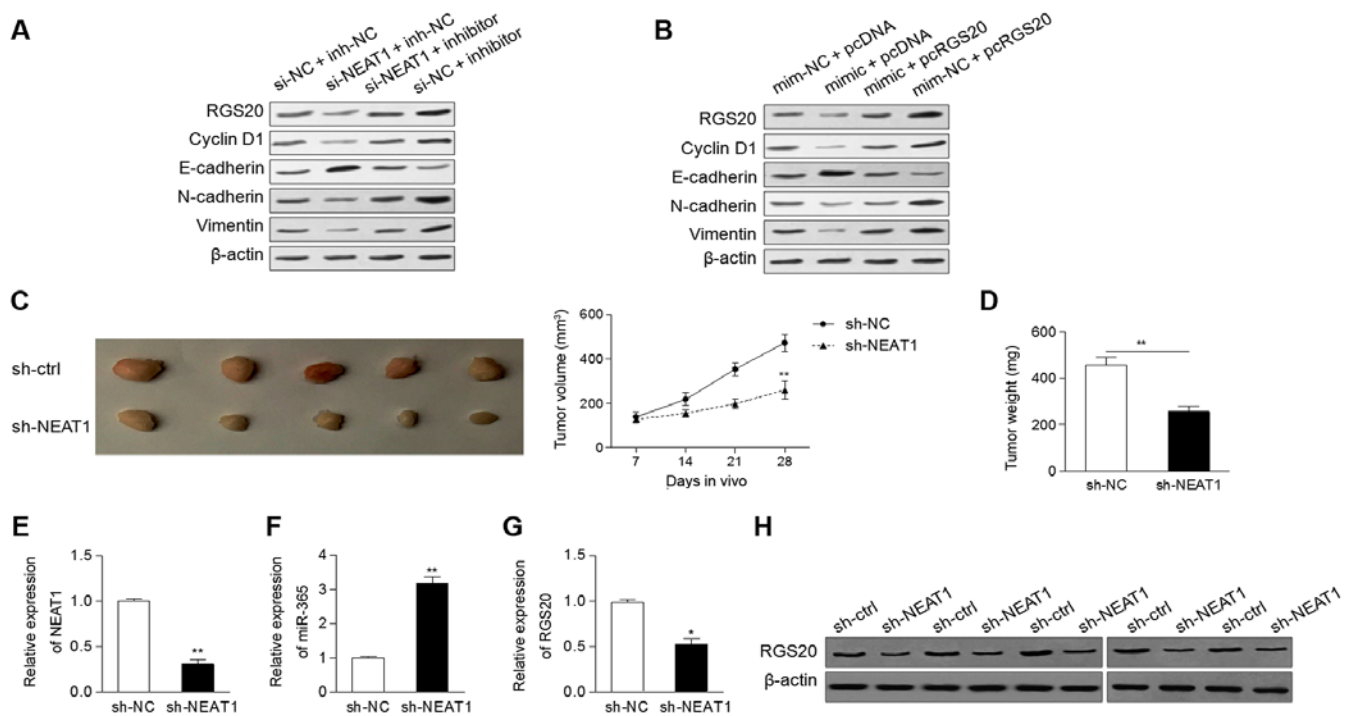 A
si-NC + inh-NC
si-NEAT1 + inh-NC
si-NEAT1 + inhibitor
si-NC + inhibitor
RGS20
Cyclin D1
E-cadherin
N-cadherin
Vimentin
β-actin
B
mim-NC + pcDNA
mimic + pcDNA
mimic + pcRGS20
mim-NC + pcRGS20
RGS20
Cyclin D1
E-cadherin
N-cadherin
Vimentin
β-actin
C
sh-ctrl
sh-NEAT1
Tumor volume (mm³)
600
400
200
0
7 14 21 28
Days in vivo
sh-NC
sh-NEAT1
**
D
Tumor weight (mg)
600
400
200
0
**
sh-NC sh-NEAT1
E
Relative expression
of NEAT1
1.5
1.0
0.5
0.0
**
sh-NC sh-NEAT1
F
Relative expression
of miR-365
4
3
2
1
0
**
sh-NC sh-NEAT1
G
Relative expression
of RGS20
1.5
1.0
0.5
0.0
*
sh-NC sh-NEAT1
H
sh-ctrl sh-NEAT1 sh-ctrl sh-NEAT1 sh-ctrl sh-NEAT1 sh-ctrl sh-NEAT1 sh-ctrl sh-NEAT1
RGS20
β-actin